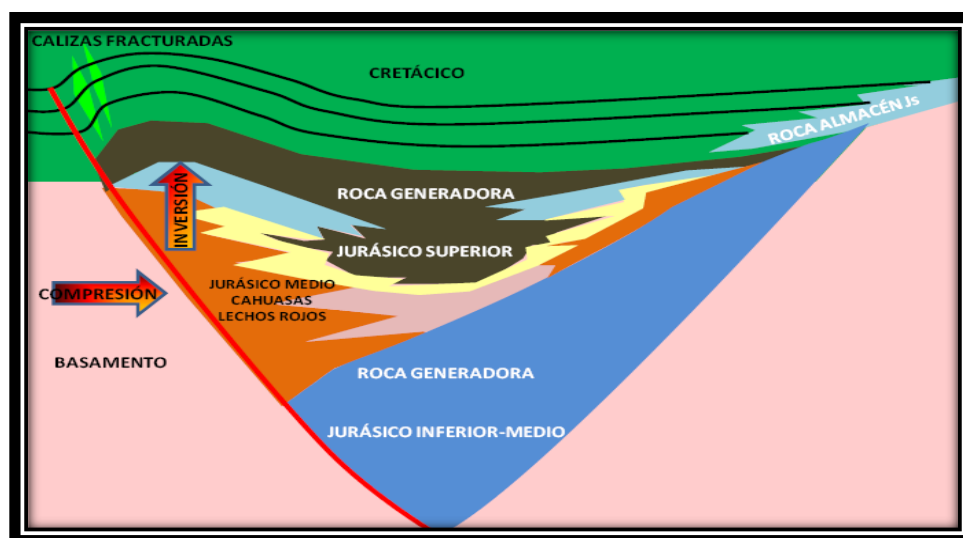 CALIZAS FRACTURADAS
CRETÁCICO
ROCA ALMACÉN Js
ROCA GENERADORA
INVERSIÓN
JURÁSICO SUPERIOR
COMPRESIÓN
JURÁSICO MEDIO
CAHUASAS
LECHOS ROJOS
BASAMENTO
ROCA GENERADORA
JURÁSICO INFERIOR-MEDIO